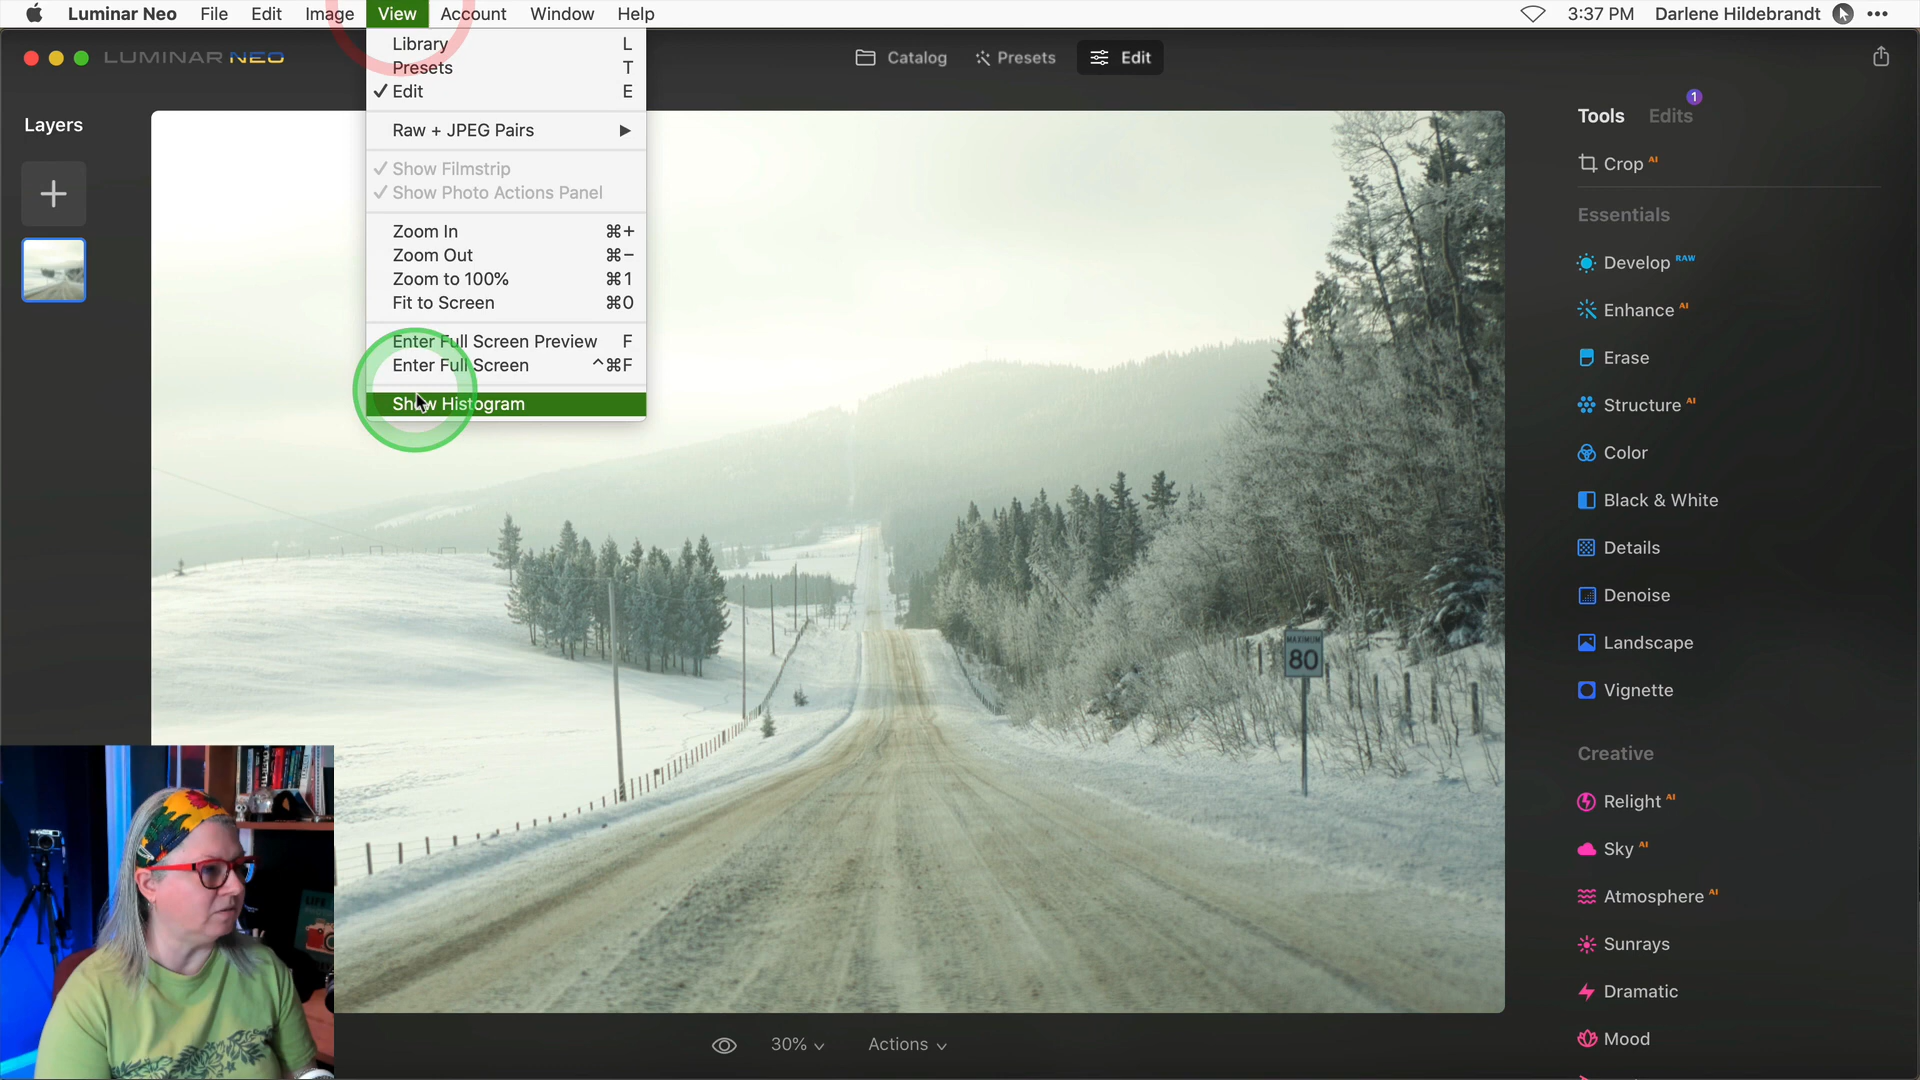 Luminar Neo File Edit Image View Account Window Help 3:37 PM Darlene Hildebrandt
LUMINAR NEO
Catalog Presets Edit
Library L
Presets T
Edit E
Raw + JPEG Pairs
Show Filmstrip
Show Photo Actions Panel
Zoom In ⌘+
Zoom Out ⌘−
Zoom to 100% ⌘1
Fit to Screen ⌘0
Enter Full Screen Preview F
Enter Full Screen ^⌘F
Show Histogram
Layers
MAXIMUM
80
30%
Actions
1
Tools Edits
Crop AI
Essentials
Develop RAW
Enhance AI
Erase
Structure AI
Color
Black & White
Details
Denoise
Landscape
Vignette
Creative
Relight AI
Sky AI
Atmosphere AI
Sunrays
Dramatic
Mood